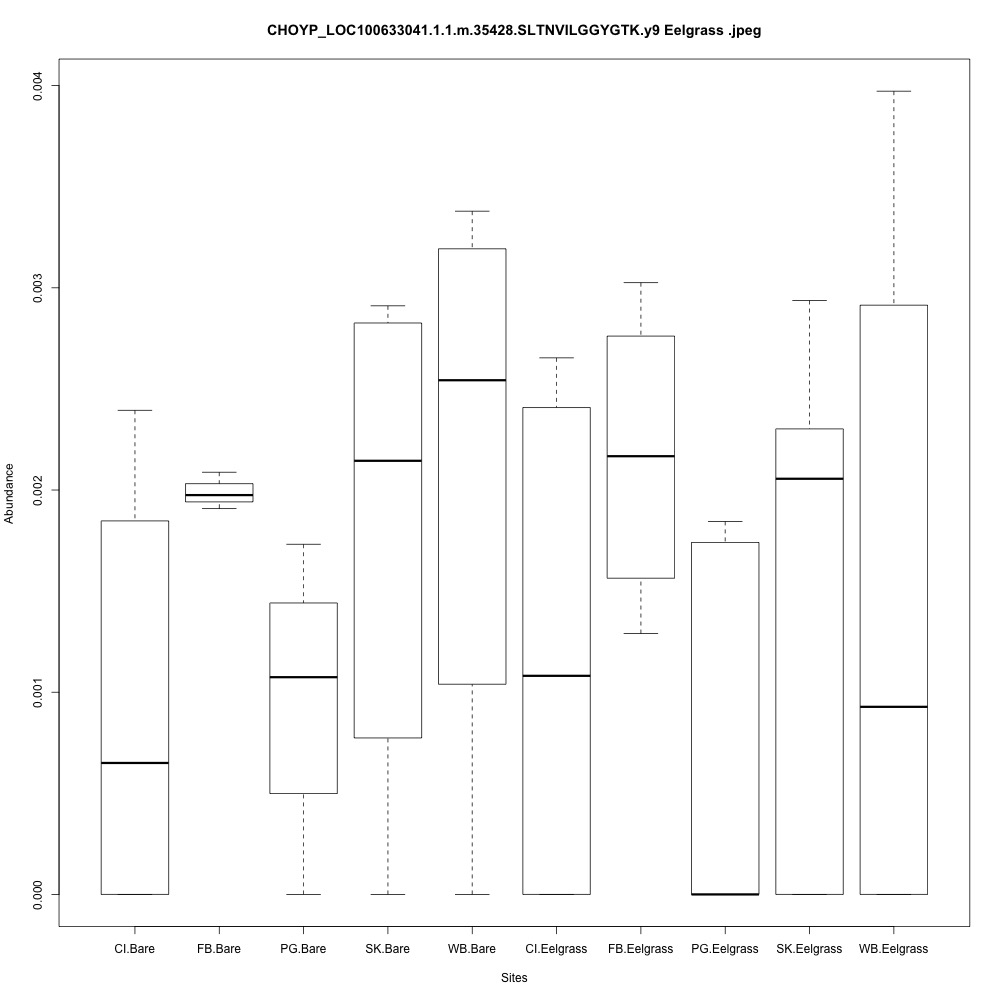 CHOYP_LOC100633041.1.1.m.35428.SLTNVILGGYGTK.y9 Eelgrass .jpeg
0.004
0.003
0.002
0.001
0.000
Abundance
CI.Bare FB.Bare PG.Bare SK.Bare WB.Bare CI.Eelgrass FB.Eelgrass PG.Eelgrass SK.Eelgrass WB.Eelgrass
Sites